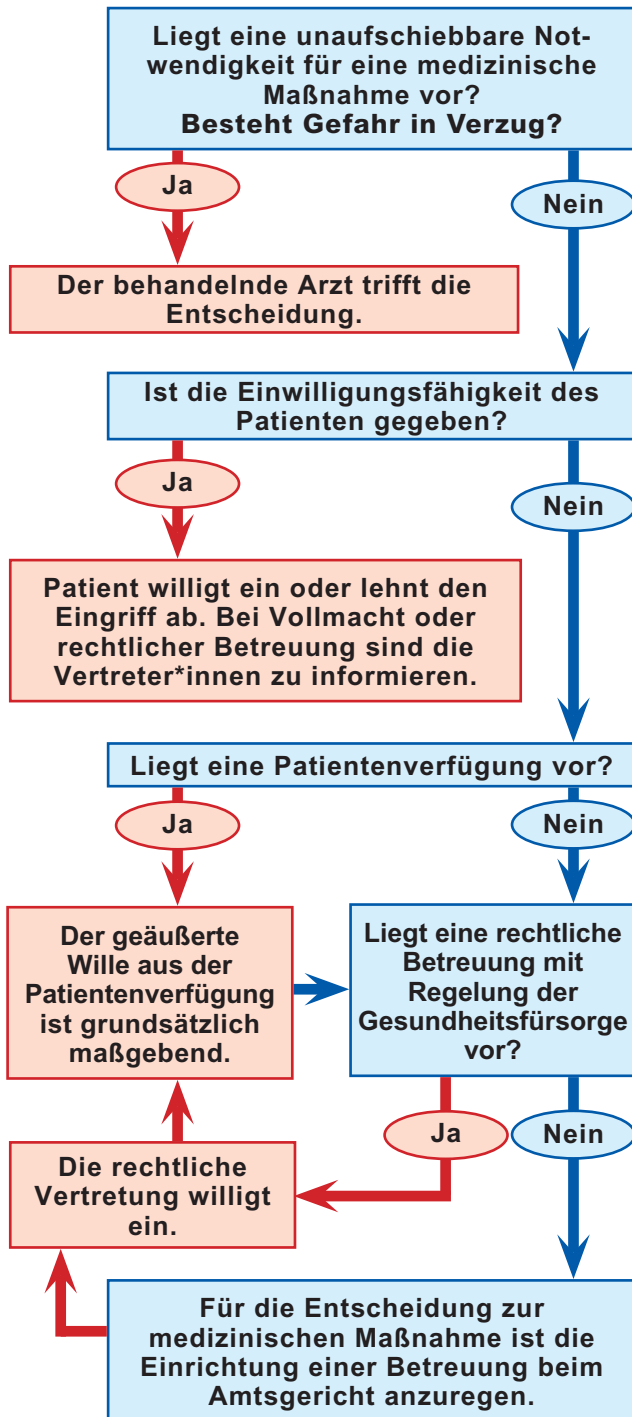 Liegt eine unaufschiebbare Not-
wendigkeit für eine medizinische
Maßnahme vor?
Besteht Gefahr in Verzug?
Ja
Nein
Der behandelnde Arzt trifft die
Entscheidung.
Ist die Einwilligungsfähigkeit des
Patienten gegeben?
Ja
Nein
Patient willigt ein oder lehnt den
Eingriff ab. Bei Vollmacht oder
rechtlicher Betreuung sind die
Vertreter*innen zu informieren.
Liegt eine Patientenverfügung vor?
Ja
Nein
Der geäußerte
Wille aus der
Patientenverfügung
ist grundsätzlich
maßgebend.
Liegt eine rechtliche
Betreuung mit
Regelung der
Gesundheitsfürsorge
vor?
Ja
Nein
Die rechtliche
Vertretung willigt
ein.
Für die Entscheidung zur
medizinischen Maßnahme ist die
Einrichtung einer Betreuung beim
Amtsgericht anzuregen.